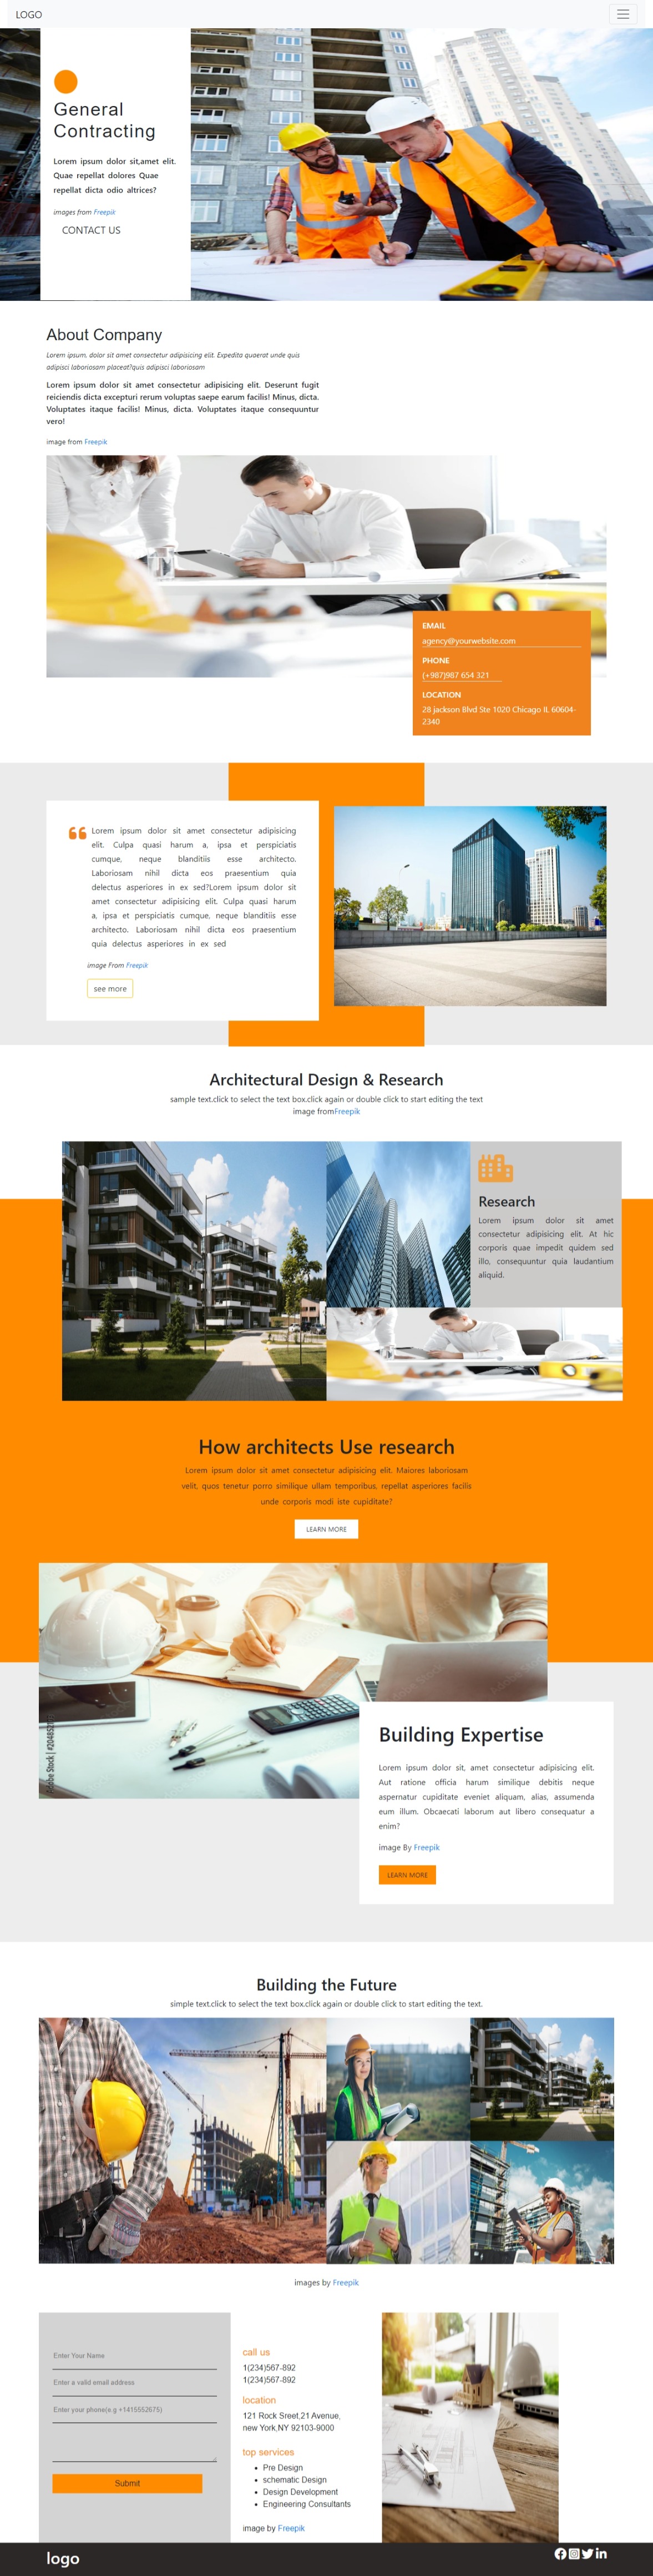 LOGO
General
Contracting
Lorem ipsum dolor sit,amet elit.
Quae repellat dolores Quae
repellat dicta odio altrices?
images from Freepik
CONTACT US
About Company
Lorem ipsum, dolor sit amet consectetur adipisicing elit. Expedita quaerat unde quis
adipisci laboriosam placeat?quis adipisci laboriosam
Lorem ipsum dolor sit amet consectetur adipisicing elit. Deserunt fugit
reiciendis dicta excepturi rerum voluptas saepe earum facilis! Minus, dicta.
Voluptates itaque facilis! Minus, dicta. Voluptates itaque consequuntur
vero!
image from Freepik
EMAIL
agency@yourwebsite.com
PHONE
(+987)987 654 321
LOCATION
28 jackson Blvd Ste 1020 Chicago IL 60604-
2340
Lorem ipsum dolor sit amet consectetur adipisicing
elit. Culpa quasi harum a, ipsa et perspiciatis
cumque, neque blanditiis esse architecto.
Laboriosam nihil dicta eos praesentium quia
delectus asperiores in ex sed?Lorem ipsum dolor sit
amet consectetur adipisicing elit. Culpa quasi harum
a, ipsa et perspiciatis cumque, neque blanditiis esse
architecto. Laboriosam nihil dicta eos praesentium
quia delectus asperiores in ex sed
image From Freepik
see more
Architectural Design & Research
sample text.click to select the text box.click again or double click to start editing the text
image fromFreepik
Research
Lorem ipsum dolor sit amet
consectetur adipisicing elit. At hic
corporis quae impedit quidem sed
illo, consequuntur quia laudantium
aliquid.
How architects Use research
Lorem ipsum dolor sit amet consectetur adipisicing elit. Maiores laboriosam
velit, quos tenetur porro similique ullam temporibus, repellat asperiores facilis
unde corporis modi iste cupiditate?
LEARN MORE
Adobe Stock | #204852
Building Expertise
Lorem ipsum dolor sit, amet consectetur adipisicing elit.
Aut ratione officia harum similique debitis neque
aspernatur cupiditate eveniet aliquam, alias, assumenda
eum illum. Obcaecati laborum aut libero consequatur a
enim?
image By Freepik
LEARN MORE
Building the Future
simple text.click to select the text box.click again or double click to start editing the text.
images by Freepik
Enter Your Name
Enter a valid email address
Enter your phone(e.g +1415552675)
Submit
call us
1(234)567-892
1(234)567-892
location
121 Rock Sreet,21 Avenue,
new York,NY 92103-9000
top services
Pre Design
schematic Design
Design Development
Engineering Consultants
image by Freepik
logo